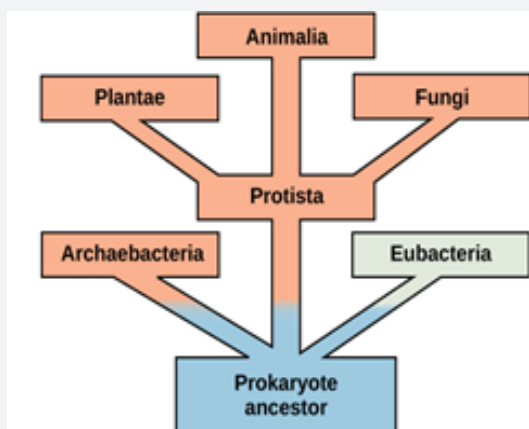 Animalia
Plantae
Fungi
Protista
Archaebacteria
Eubacteria
Prokaryote
ancestor